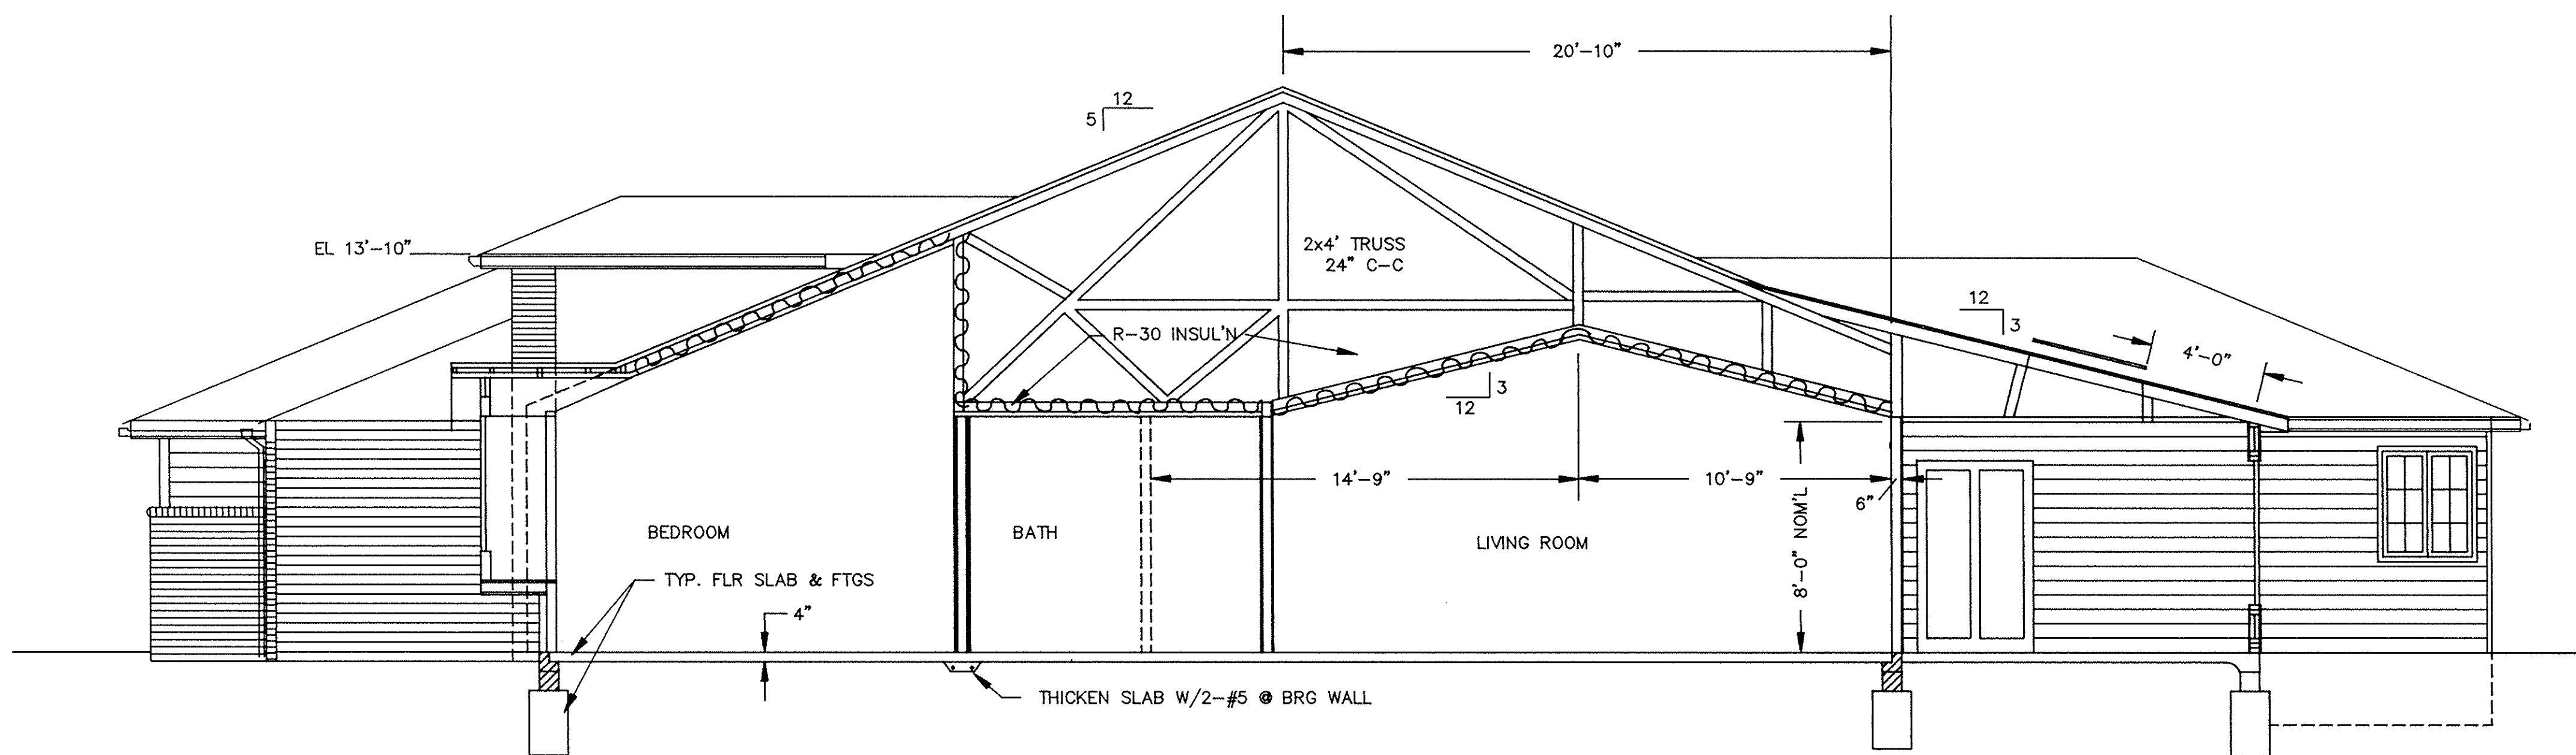 20'-10"
12
5
EL 13'-10"
2x4' TRUSS
24" C-C
12
3
4'-0"
R-30 INSUL'N
3
12
14'-9"
10'-9"
6"
8'-0" NOM'L
BEDROOM
BATH
LIVING ROOM
TYP. FLR SLAB & FTGS
4"
THICKEN SLAB W/2-#5 @ BRG WALL